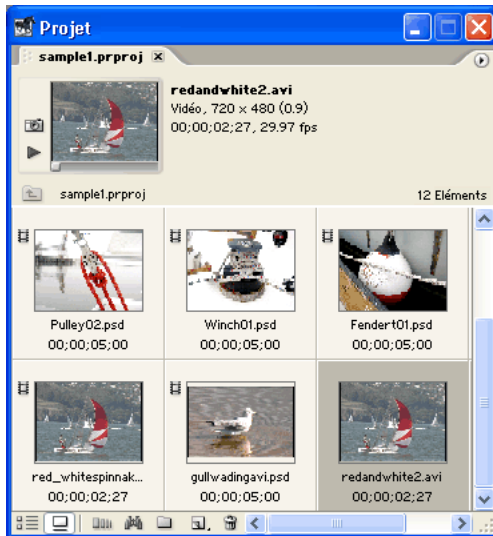 Projet
sample1.prproj
redandwhite2.avi
Vidéo, 720 x 480 (0.9)
00;00;02;27, 29.97 fps
sample1.prproj 12 Eléments
Pulley02.psd Winch01.psd Fendert01.psd
00;00;05;00 00;00;05;00 00;00;05;00
red_whitespinnak... gullwadingavi.psd redandwhite2.avi
00;00;02;27 00;00;05;00 00;00;02;27